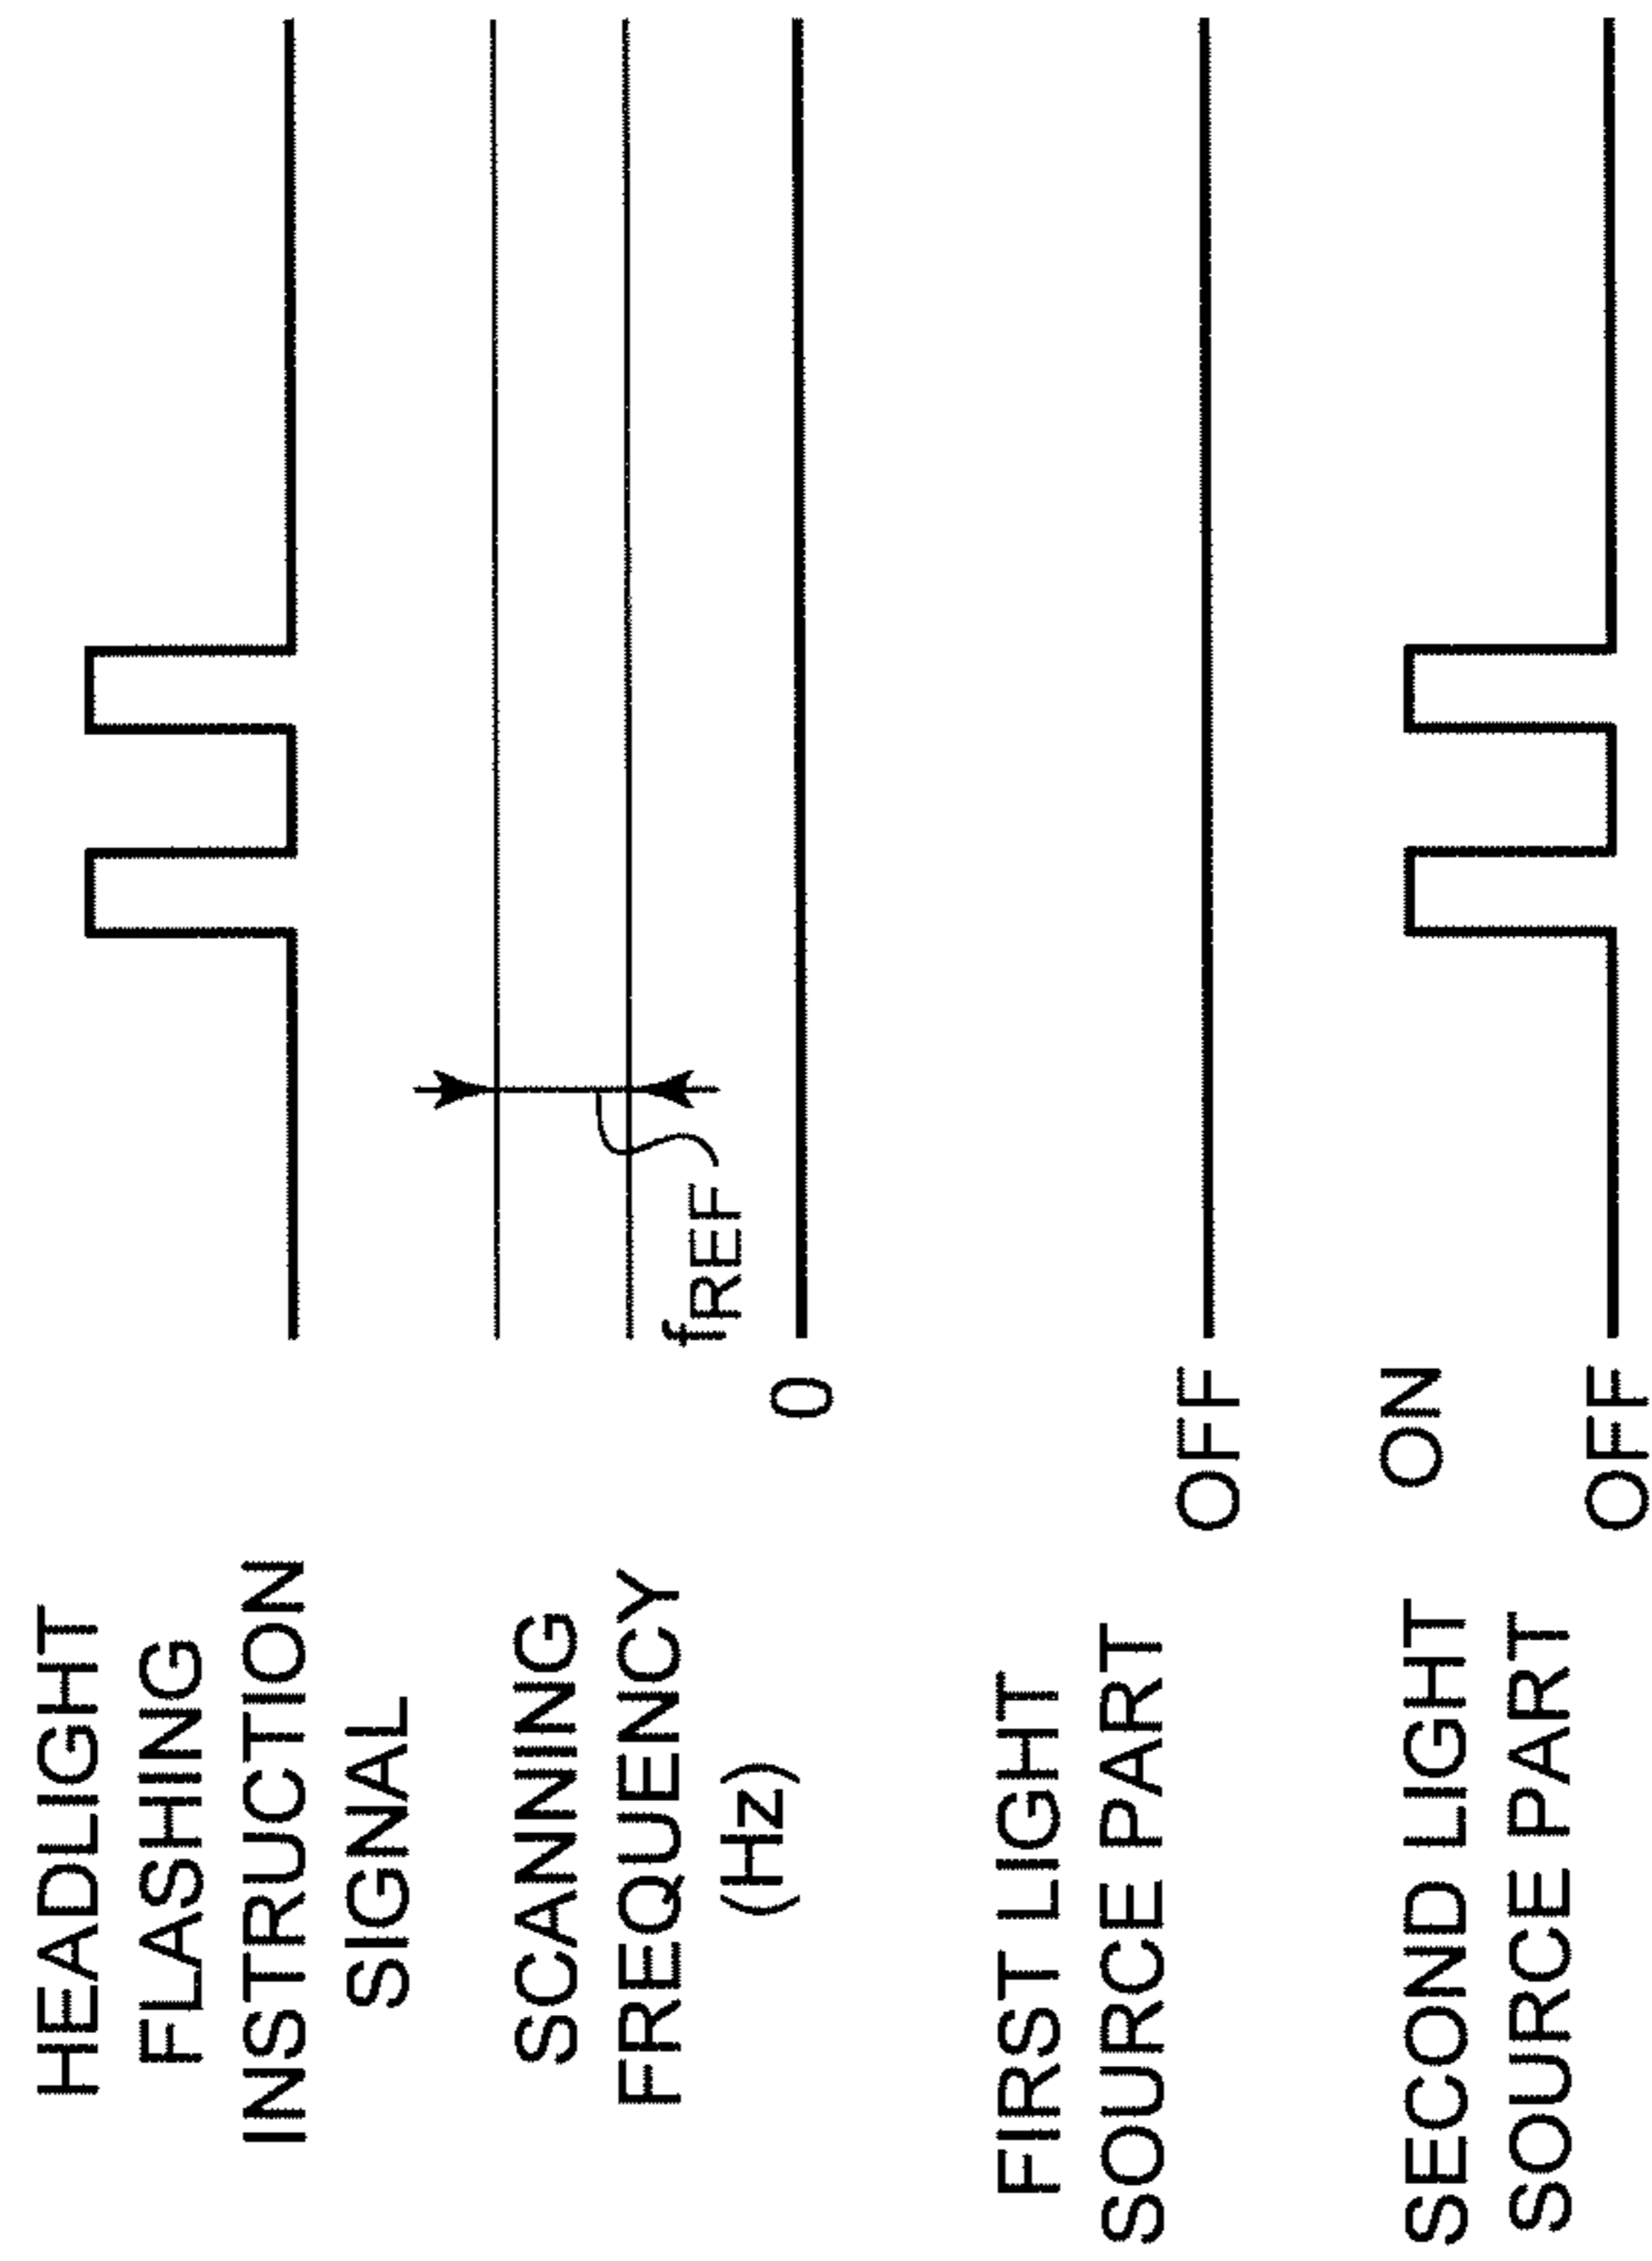 HEADLIGHT
FLASHING
INSTRUCTION
SIGNAL
SCANNING
FREQUENCY
(Hz)
fREF
0
FIRST LIGHT
SOURCE PART
OFF
SECOND LIGHT
SOURCE PART
ON
OFF